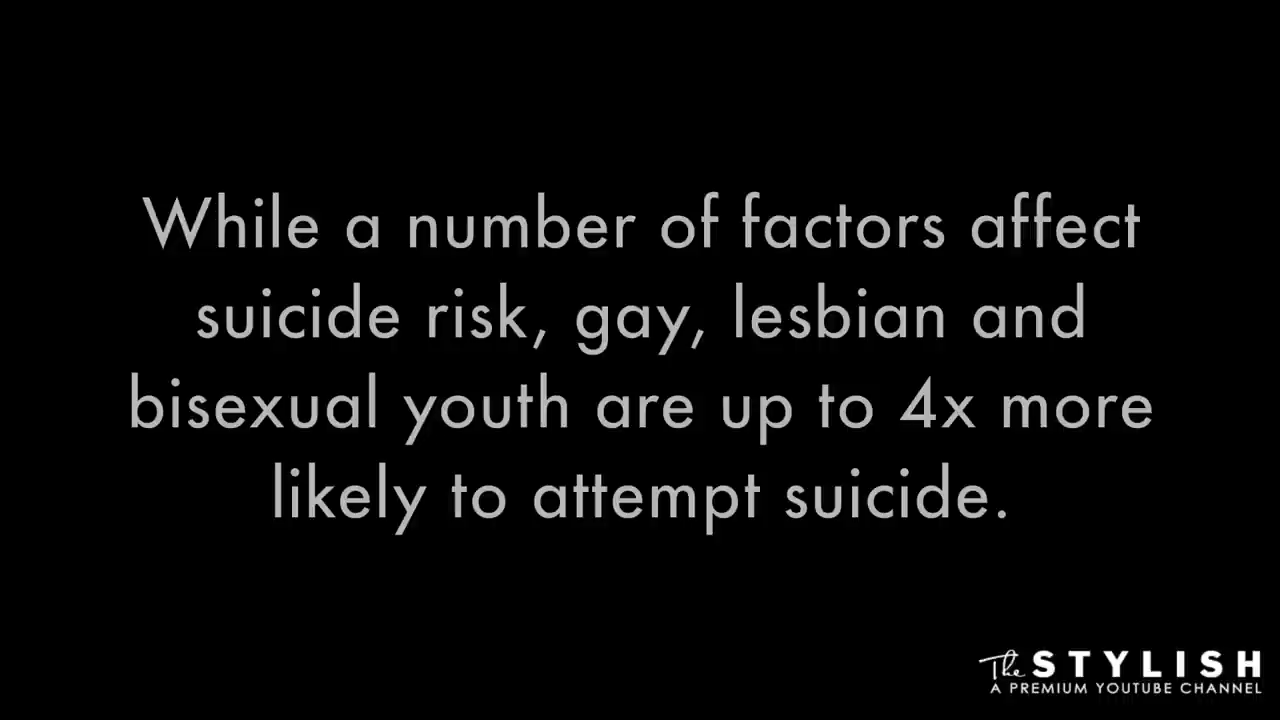 While a number of factors affect
suicide risk, gay, lesbian and
bisexual youth are up to 4x more
likely to attempt suicide.
The STYLISH
A PREMIUM YOUTUBE CHANNEL